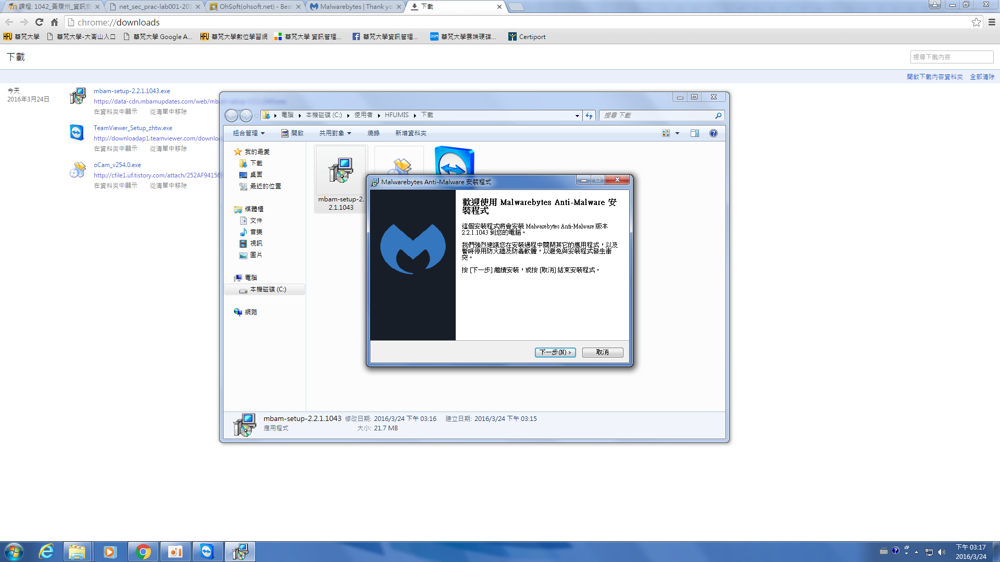 課程: 1042_黃履州_資訊安
net_sec_prac-lab001-201
OhSoft(ohsoft.net) - Best
Malwarebytes | Thank yo
下載
chrome://downloads
華梵大學
華梵大學-大崙山入口
華梵大學 Google A...
華梵大學數位學習網
華梵大學 資訊管理...
華梵大學資訊管理...
華梵大學雲端硬碟...
Certiport
下載
搜尋下載內容
開啟下載內容資料夾
全部清除
今天
2016年3月24日
mbam-setup-2.2.1.1043.exe
https://data-cdn.mbamupdates.com/web/mb
在資料夾中顯示
從清單中移除
TeamViewer_Setup_zhtw.exe
http://downloadap1.teamviewer.com/downlo
在資料夾中顯示
從清單中移除
oCam_v254.0.exe
http://cfile1.uf.tistory.com/attach/252AF94156
在資料夾中顯示
從清單中移除
電腦
本機磁碟 (C:)
使用者
HFUMIS
下載
搜尋 下載
組合管理
開啟
共用對象
燒錄
新增資料夾
我的最愛
下載
桌面
最近的位置
媒體櫃
文件
音樂
視訊
圖片
電腦
本機磁碟 (C:)
網路
mbam-setup-2.
2.1.1043
Malwarebytes Anti-Malware 安裝程式
歡迎使用 Malwarebytes Anti-Malware 安
裝程式
這個安裝程式將會安裝 Malwarebytes Anti-Malware 版本
2.2.1.1043 到您的電腦。
我們強烈建議您在安裝過程中關閉其它的應用程式，以及
暫時停用防火牆及防毒軟體，以避免與安裝程式發生衝
突。
按 [下一步] 繼續安裝，或按 [取消] 結束安裝程式。
下一步(N) >
取消
mbam-setup-2.2.1.1043
修改日期: 2016/3/24 下午 03:16
建立日期: 2016/3/24 下午 03:15
應用程式
大小: 21.7 MB
下午 03:17
2016/3/24